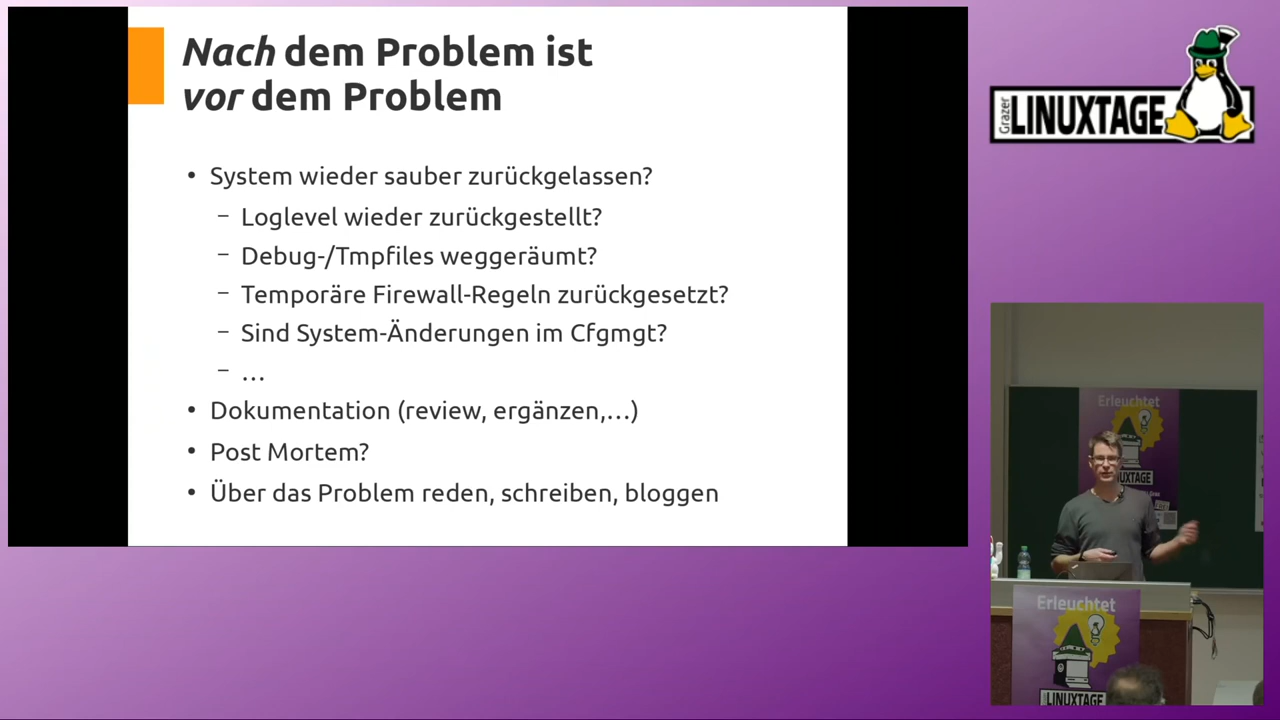 Nach dem Problem ist
vor dem Problem
• System wieder sauber zurückgelassen?
– Loglevel wieder zurückgestellt?
– Debug-/Tmpfiles weggeräumt?
– Temporäre Firewall-Regeln zurückgesetzt?
– Sind System-Änderungen im Cfgmgt?
– …
• Dokumentation (review, ergänzen,…)
• Post Mortem?
• Über das Problem reden, schreiben, bloggen
Grazer
LINUXTAGE
Erleuchtet
UXTAGE
Erleuchtet
LINUXTAGE